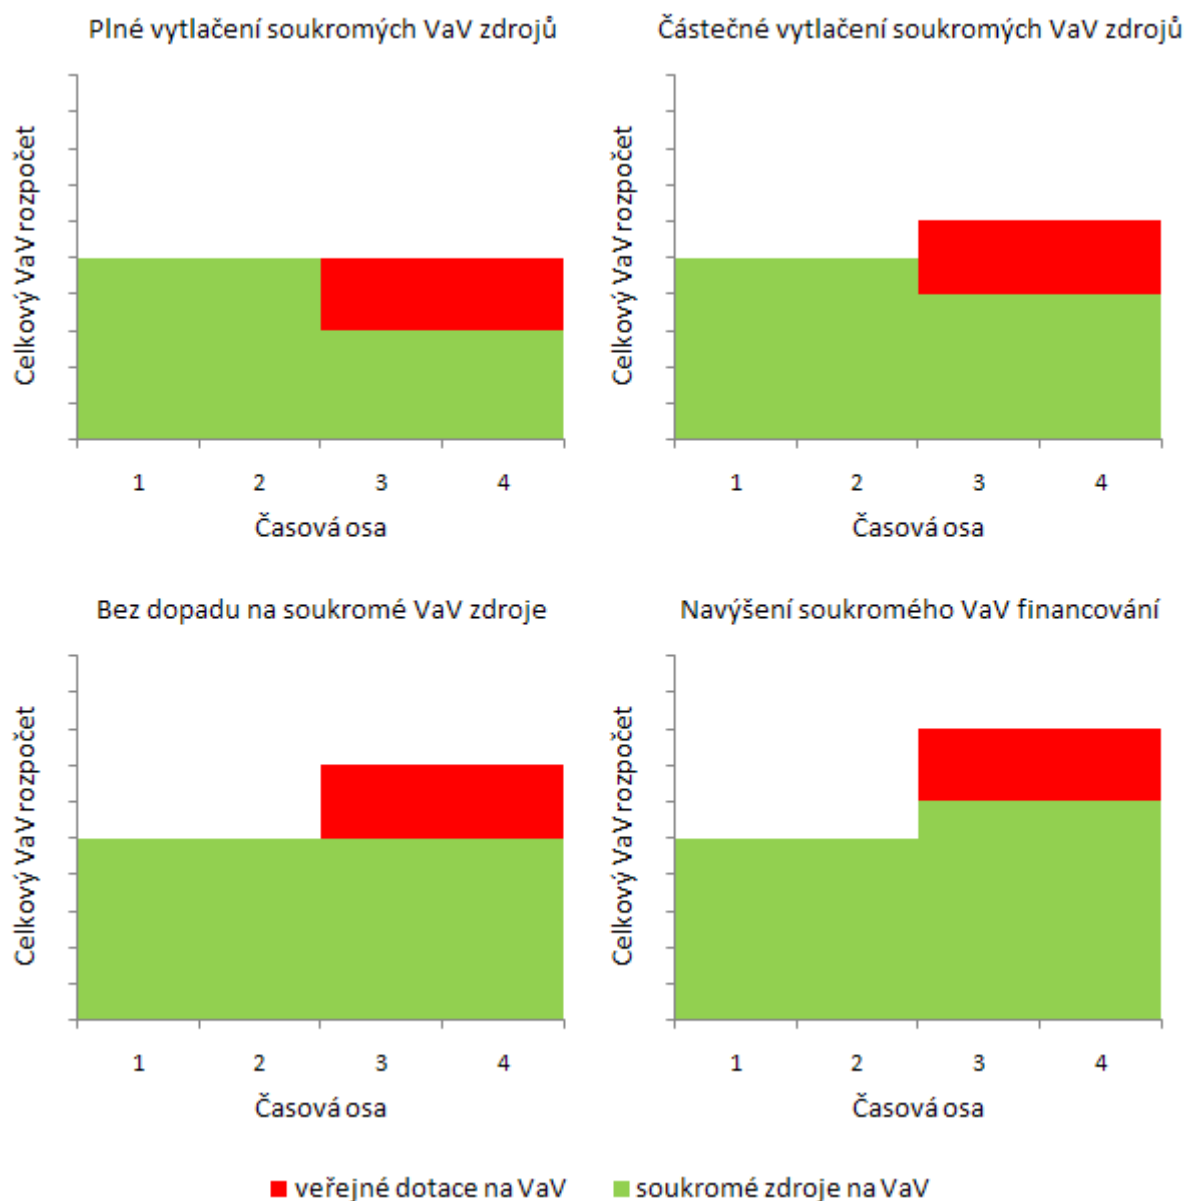 Plné vytlačení soukromých VaV zdrojů
Celkový VaV rozpočet
1 2 3 4
Časová osa
Částečné vytlačení soukromých VaV zdrojů
Celkový VaV rozpočet
1 2 3 4
Časová osa
Bez dopadu na soukromé VaV zdroje
Celkový VaV rozpočet
1 2 3 4
Časová osa
Navýšení soukromého VaV financování
Celkový VaV rozpočet
1 2 3 4
Časová osa
veřejné dotace na VaV
soukromé zdroje na VaV